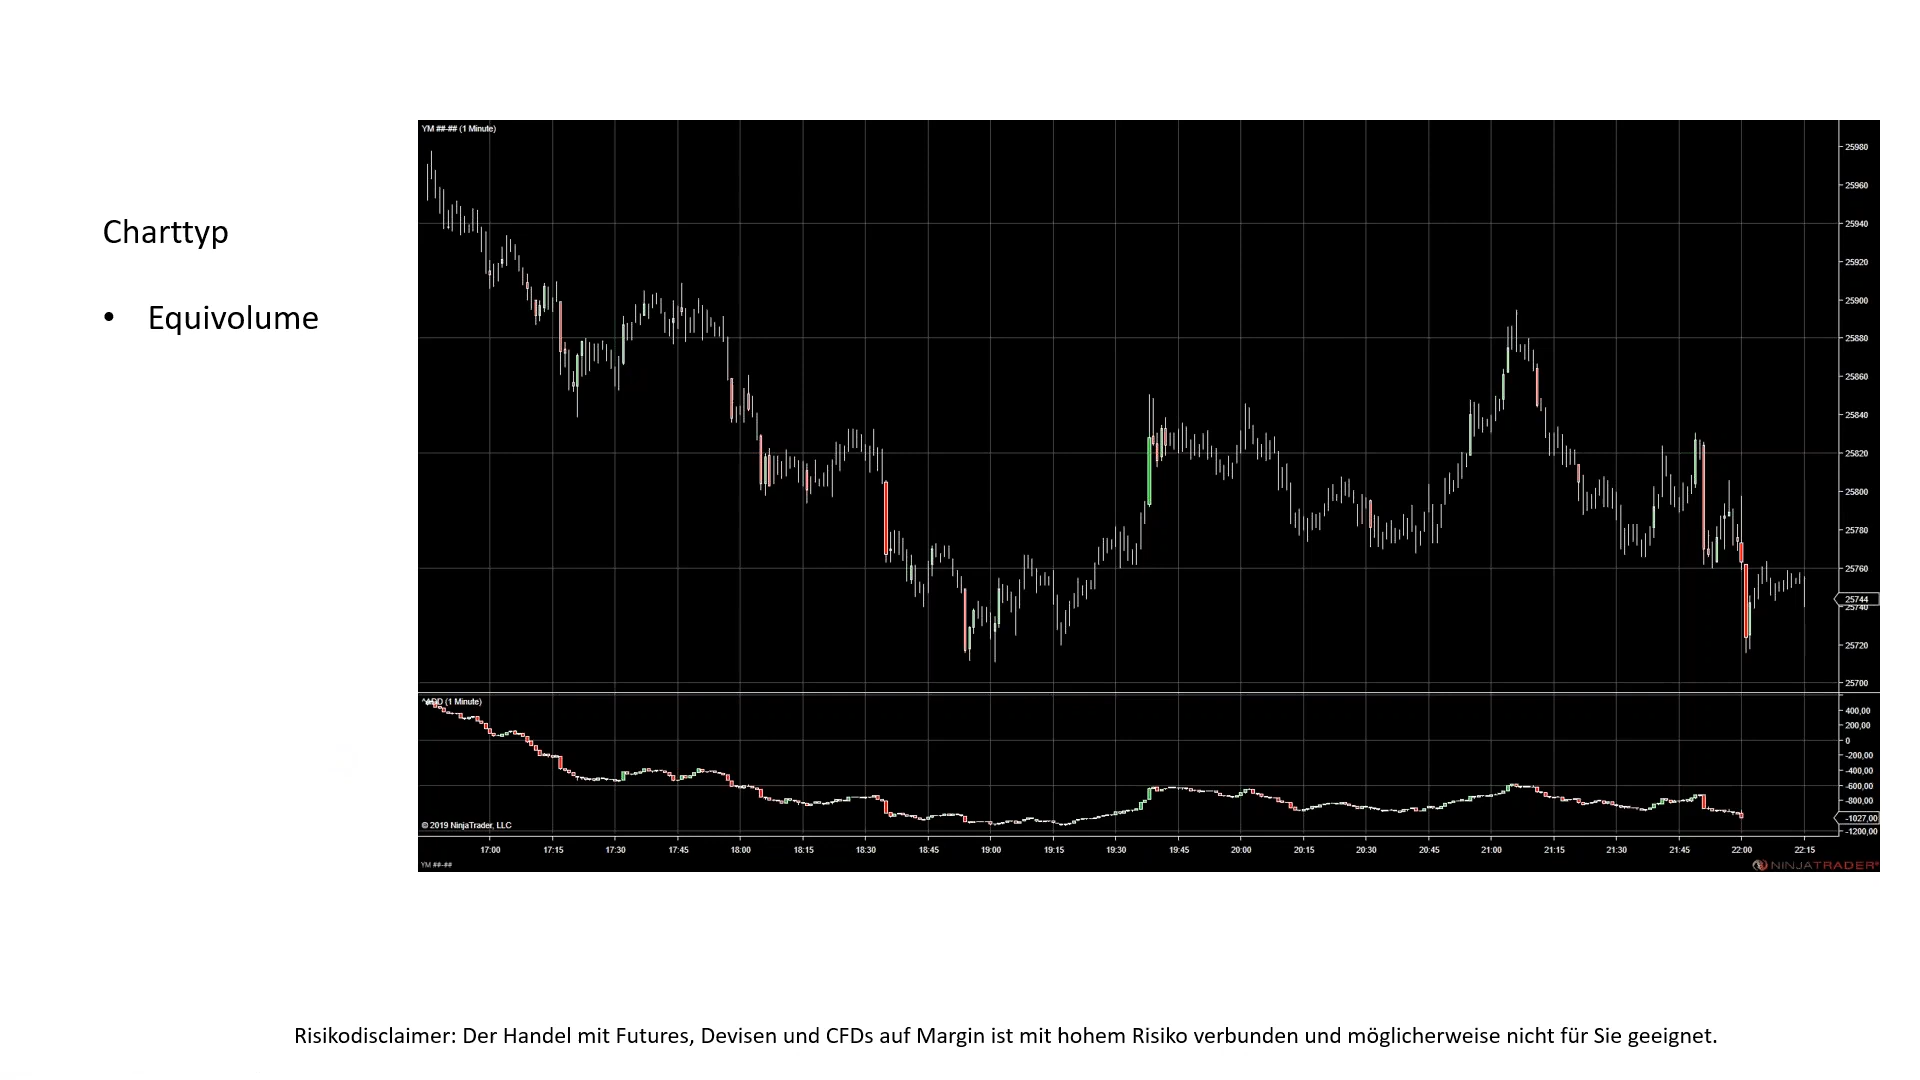 Charttyp
• Equivolume
YM ##-## (1 Minute)
25980
25960
25940
25920
25900
25880
25860
25840
25820
25800
25780
25760
25744
25740
25720
25700
^ADD (1 Minute)
400,00
200,00
0
-200,00
-400,00
-600,00
-800,00
-1027,00
-1200,00
© 2019 NinjaTrader, LLC
17:00 17:15 17:30 17:45 18:00 18:15 18:30 18:45 19:00 19:15 19:30 19:45 20:00 20:15 20:30 20:45 21:00 21:15 21:30 21:45 22:00 22:15
YM ##-##
NINJATRADER®
Risikodisclaimer: Der Handel mit Futures, Devisen und CFDs auf Margin ist mit hohem Risiko verbunden und möglicherweise nicht für Sie geeignet.